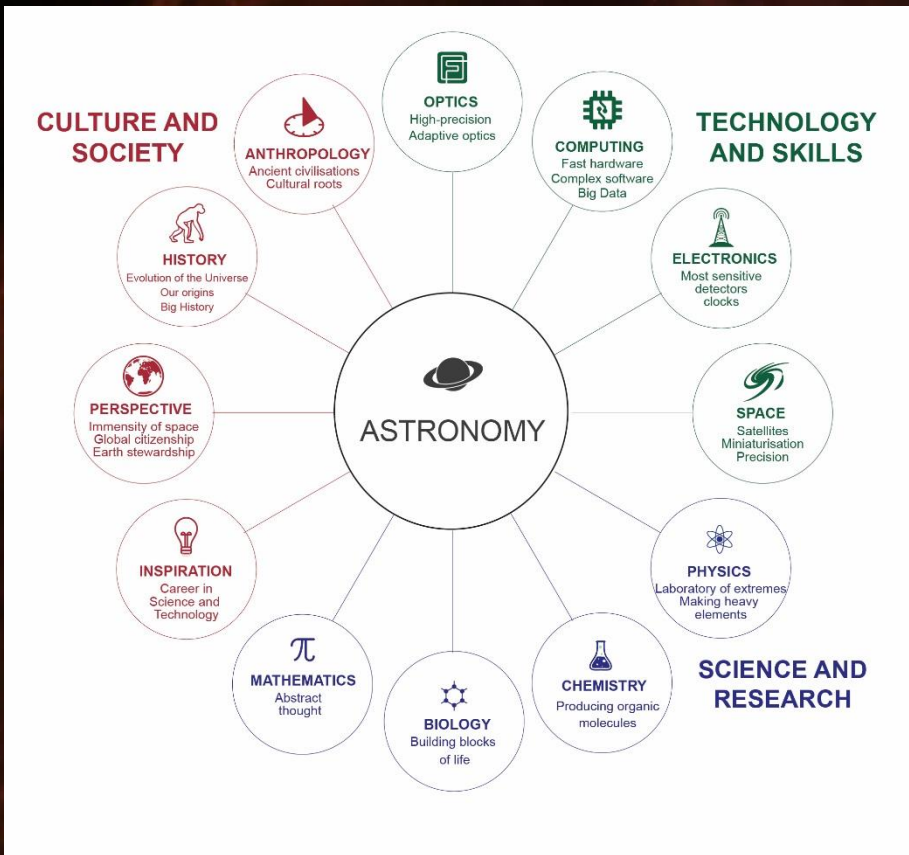 CULTURE AND
SOCIETY
TECHNOLOGY
AND SKILLS
OPTICS
High-precision
Adaptive optics
COMPUTING
Fast hardware
Complex software
Big Data
ELECTRONICS
Most sensitive
detectors
clocks
SPACE
Satellites
Miniaturisation
Precision
PHYSICS
Laboratory of extremes
Making heavy
elements
SCIENCE AND
RESEARCH
CHEMISTRY
Producing organic
molecules
BIOLOGY
Building blocks
of life
π
MATHEMATICS
Abstract
thought
INSPIRATION
Career in
Science and
Technology
PERSPECTIVE
Immensity of space
Global citizenship
Earth stewardship
HISTORY
Evolution of the Universe
Our origins
Big History
ANTHROPOLOGY
Ancient civilisations
Cultural roots
ASTRONOMY